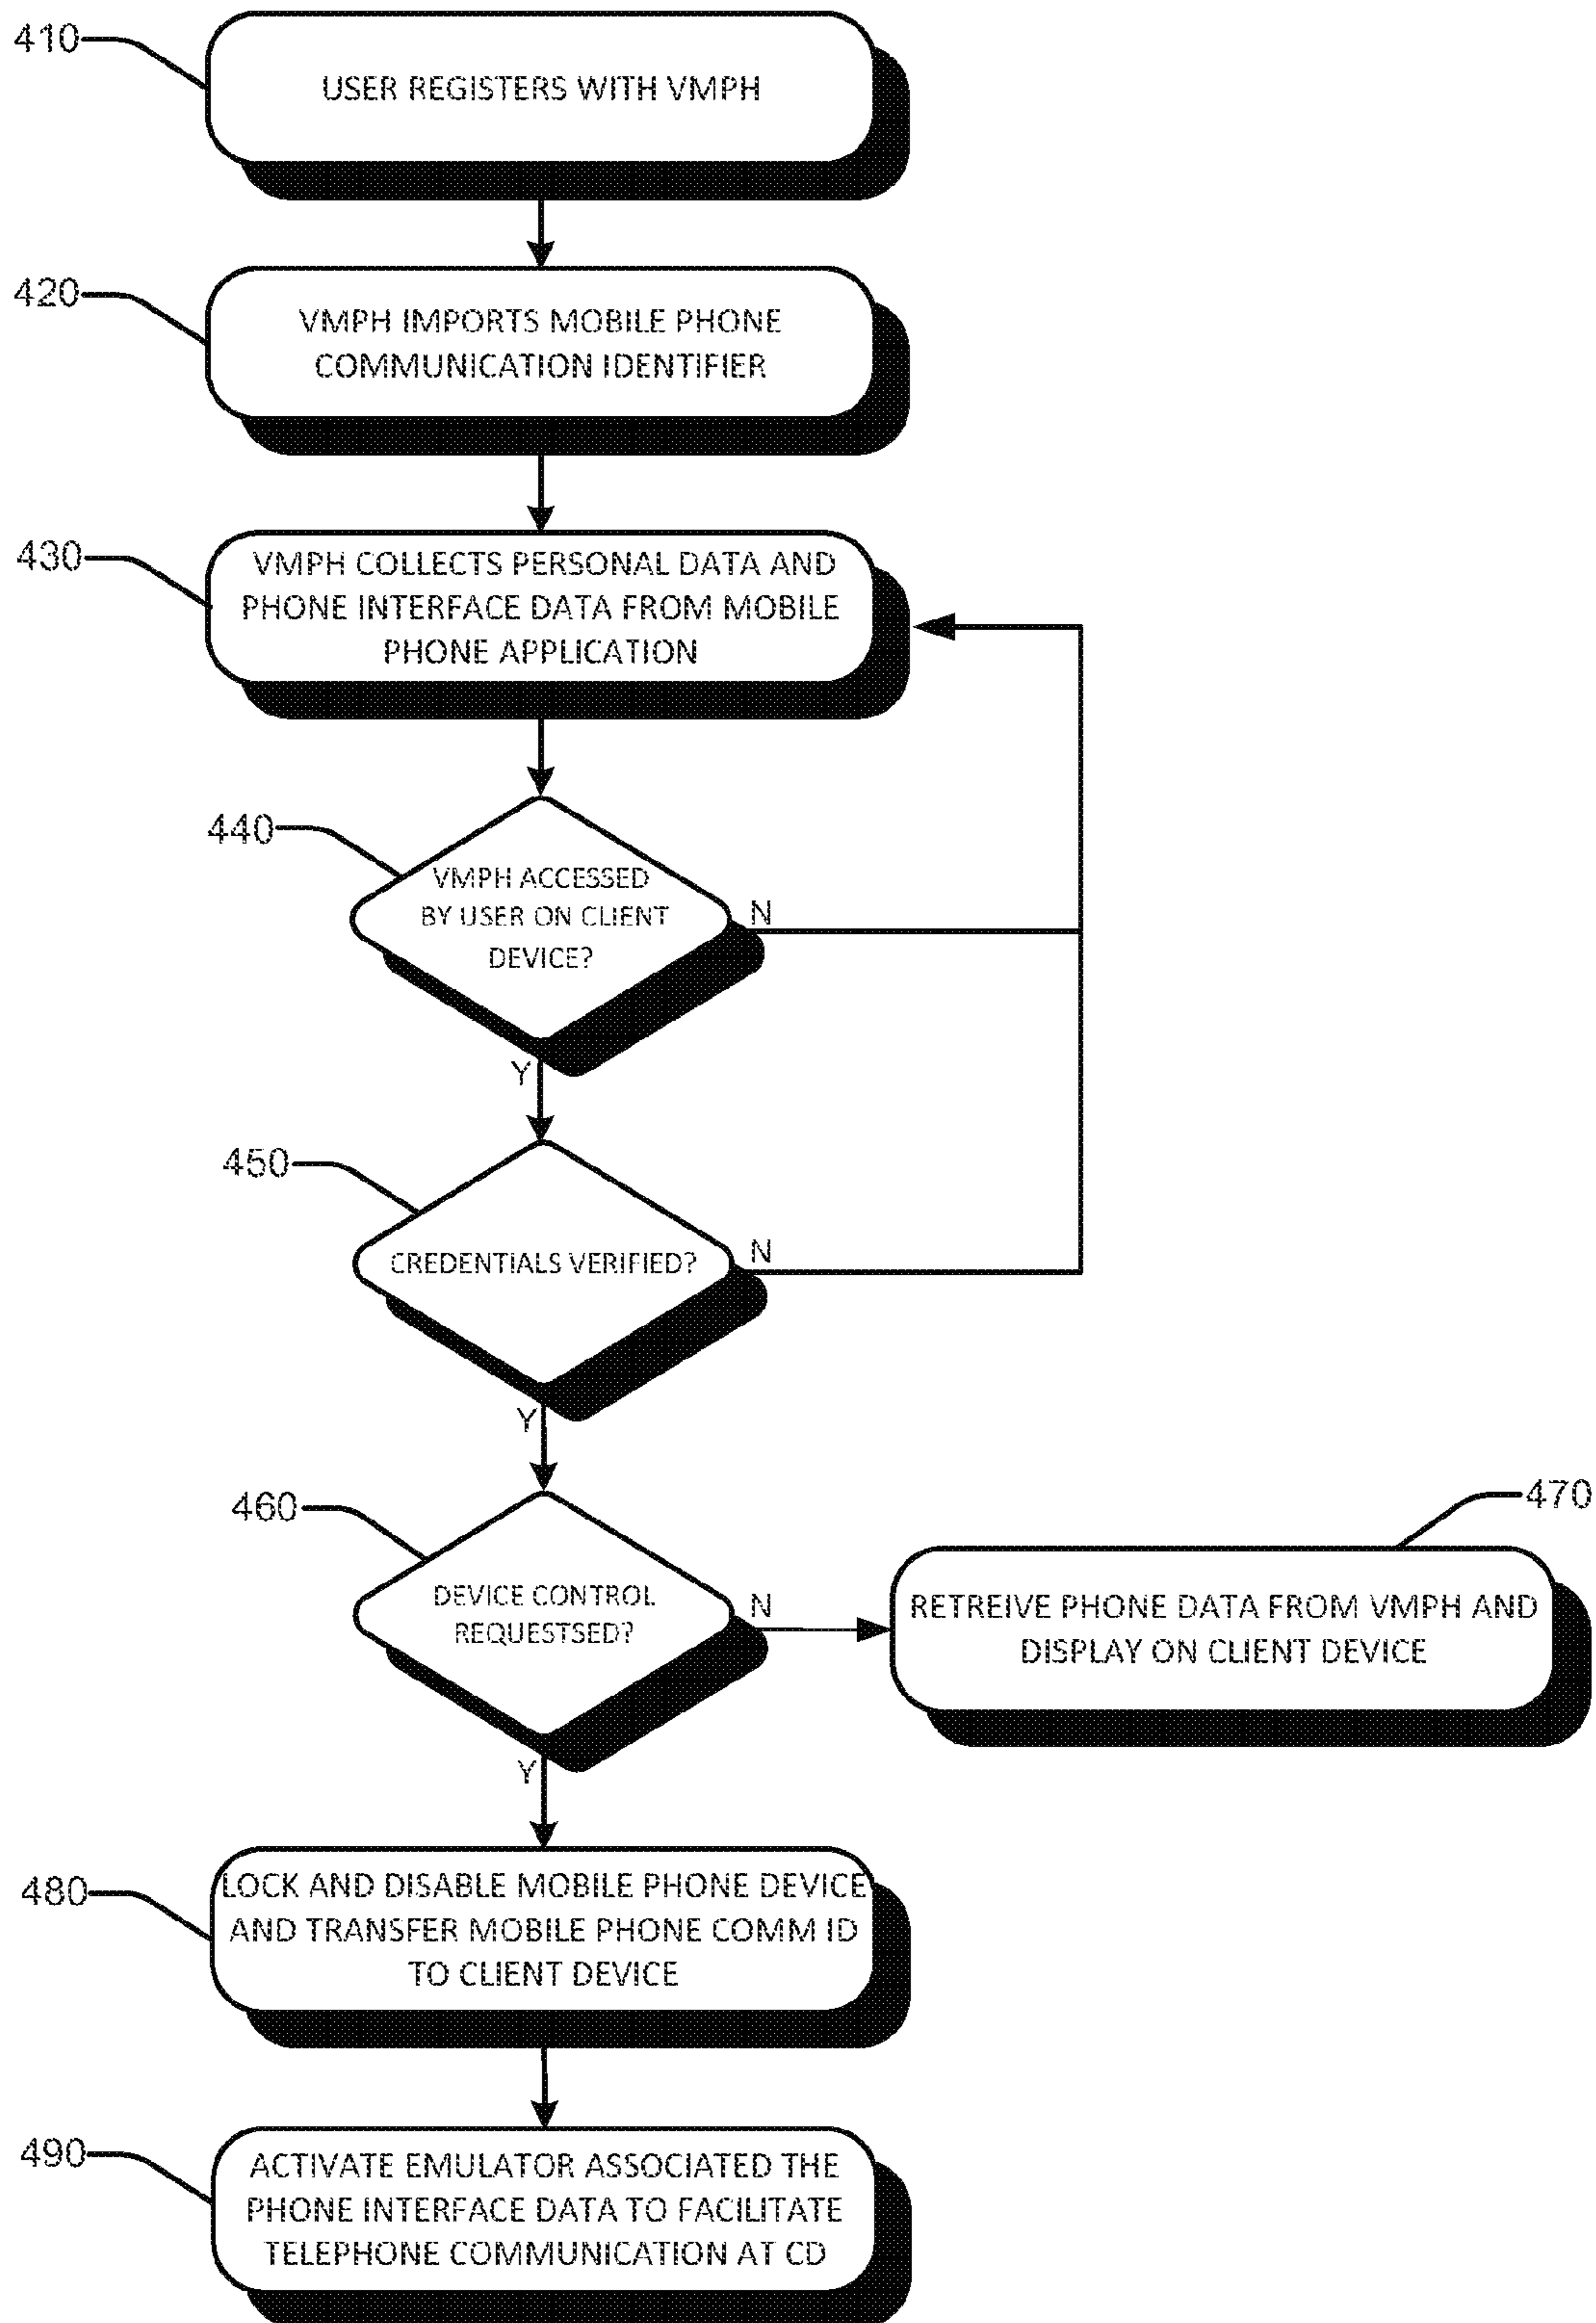 410
USER REGISTERS WITH VMPH
420
VMPH IMPORTS MOBILE PHONE
COMMUNICATION IDENTIFIER
430
VMPH COLLECTS PERSONAL DATA AND
PHONE INTERFACE DATA FROM MOBILE
PHONE APPLICATION
440
VMPH ACCESSED
BY USER ON CLIENT
DEVICE?
N
Y
450
CREDENTIALS VERIFIED?
N
Y
460
DEVICE CONTROL
REQUESTSED?
N
Y
470
RETREIVE PHONE DATA FROM VMPH AND
DISPLAY ON CLIENT DEVICE
480
LOCK AND DISABLE MOBILE PHONE DEVICE
AND TRANSFER MOBILE PHONE COMM ID
TO CLIENT DEVICE
490
ACTIVATE EMULATOR ASSOCIATED THE
PHONE INTERFACE DATA TO FACILITATE
TELEPHONE COMMUNICATION AT CD